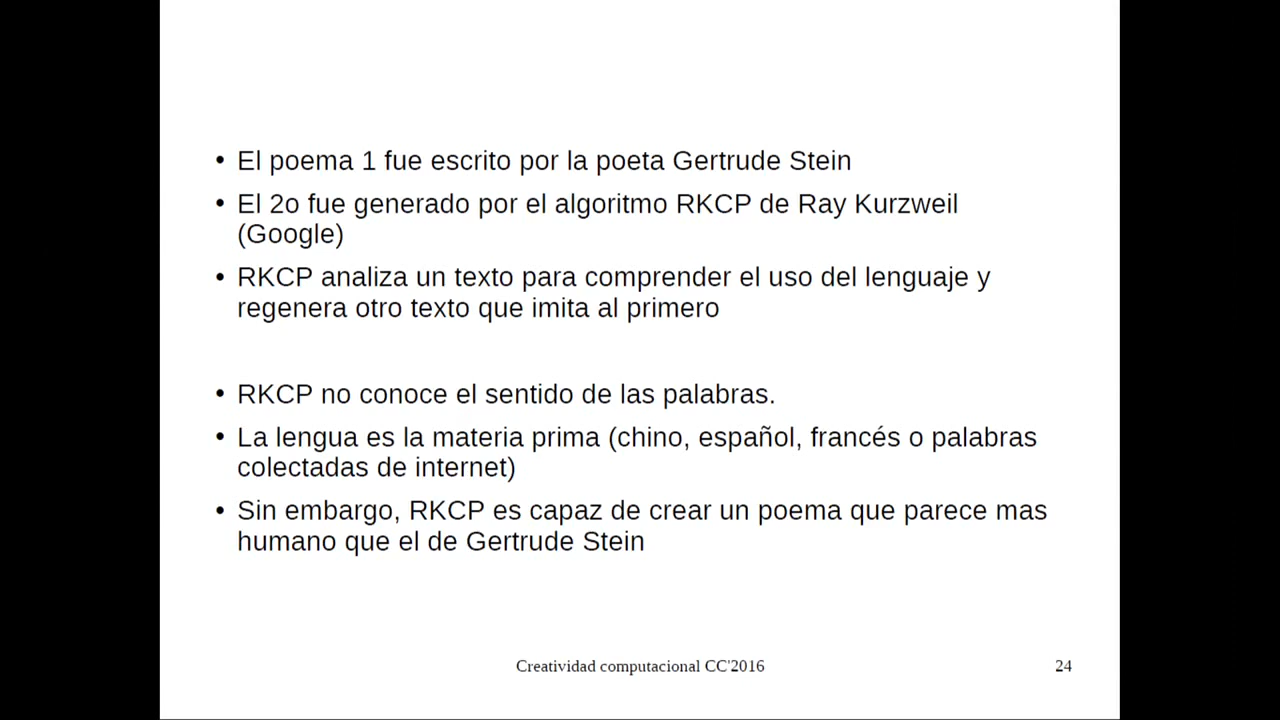 • El poema 1 fue escrito por la poeta Gertrude Stein
• El 2o fue generado por el algoritmo RKCP de Ray Kurzweil
(Google)
• RKCP analiza un texto para comprender el uso del lenguaje y
regenera otro texto que imita al primero
• RKCP no conoce el sentido de las palabras.
• La lengua es la materia prima (chino, español, francés o palabras
colectadas de internet)
• Sin embargo, RKCP es capaz de crear un poema que parece mas
humano que el de Gertrude Stein
Creatividad computacional CC'2016
24